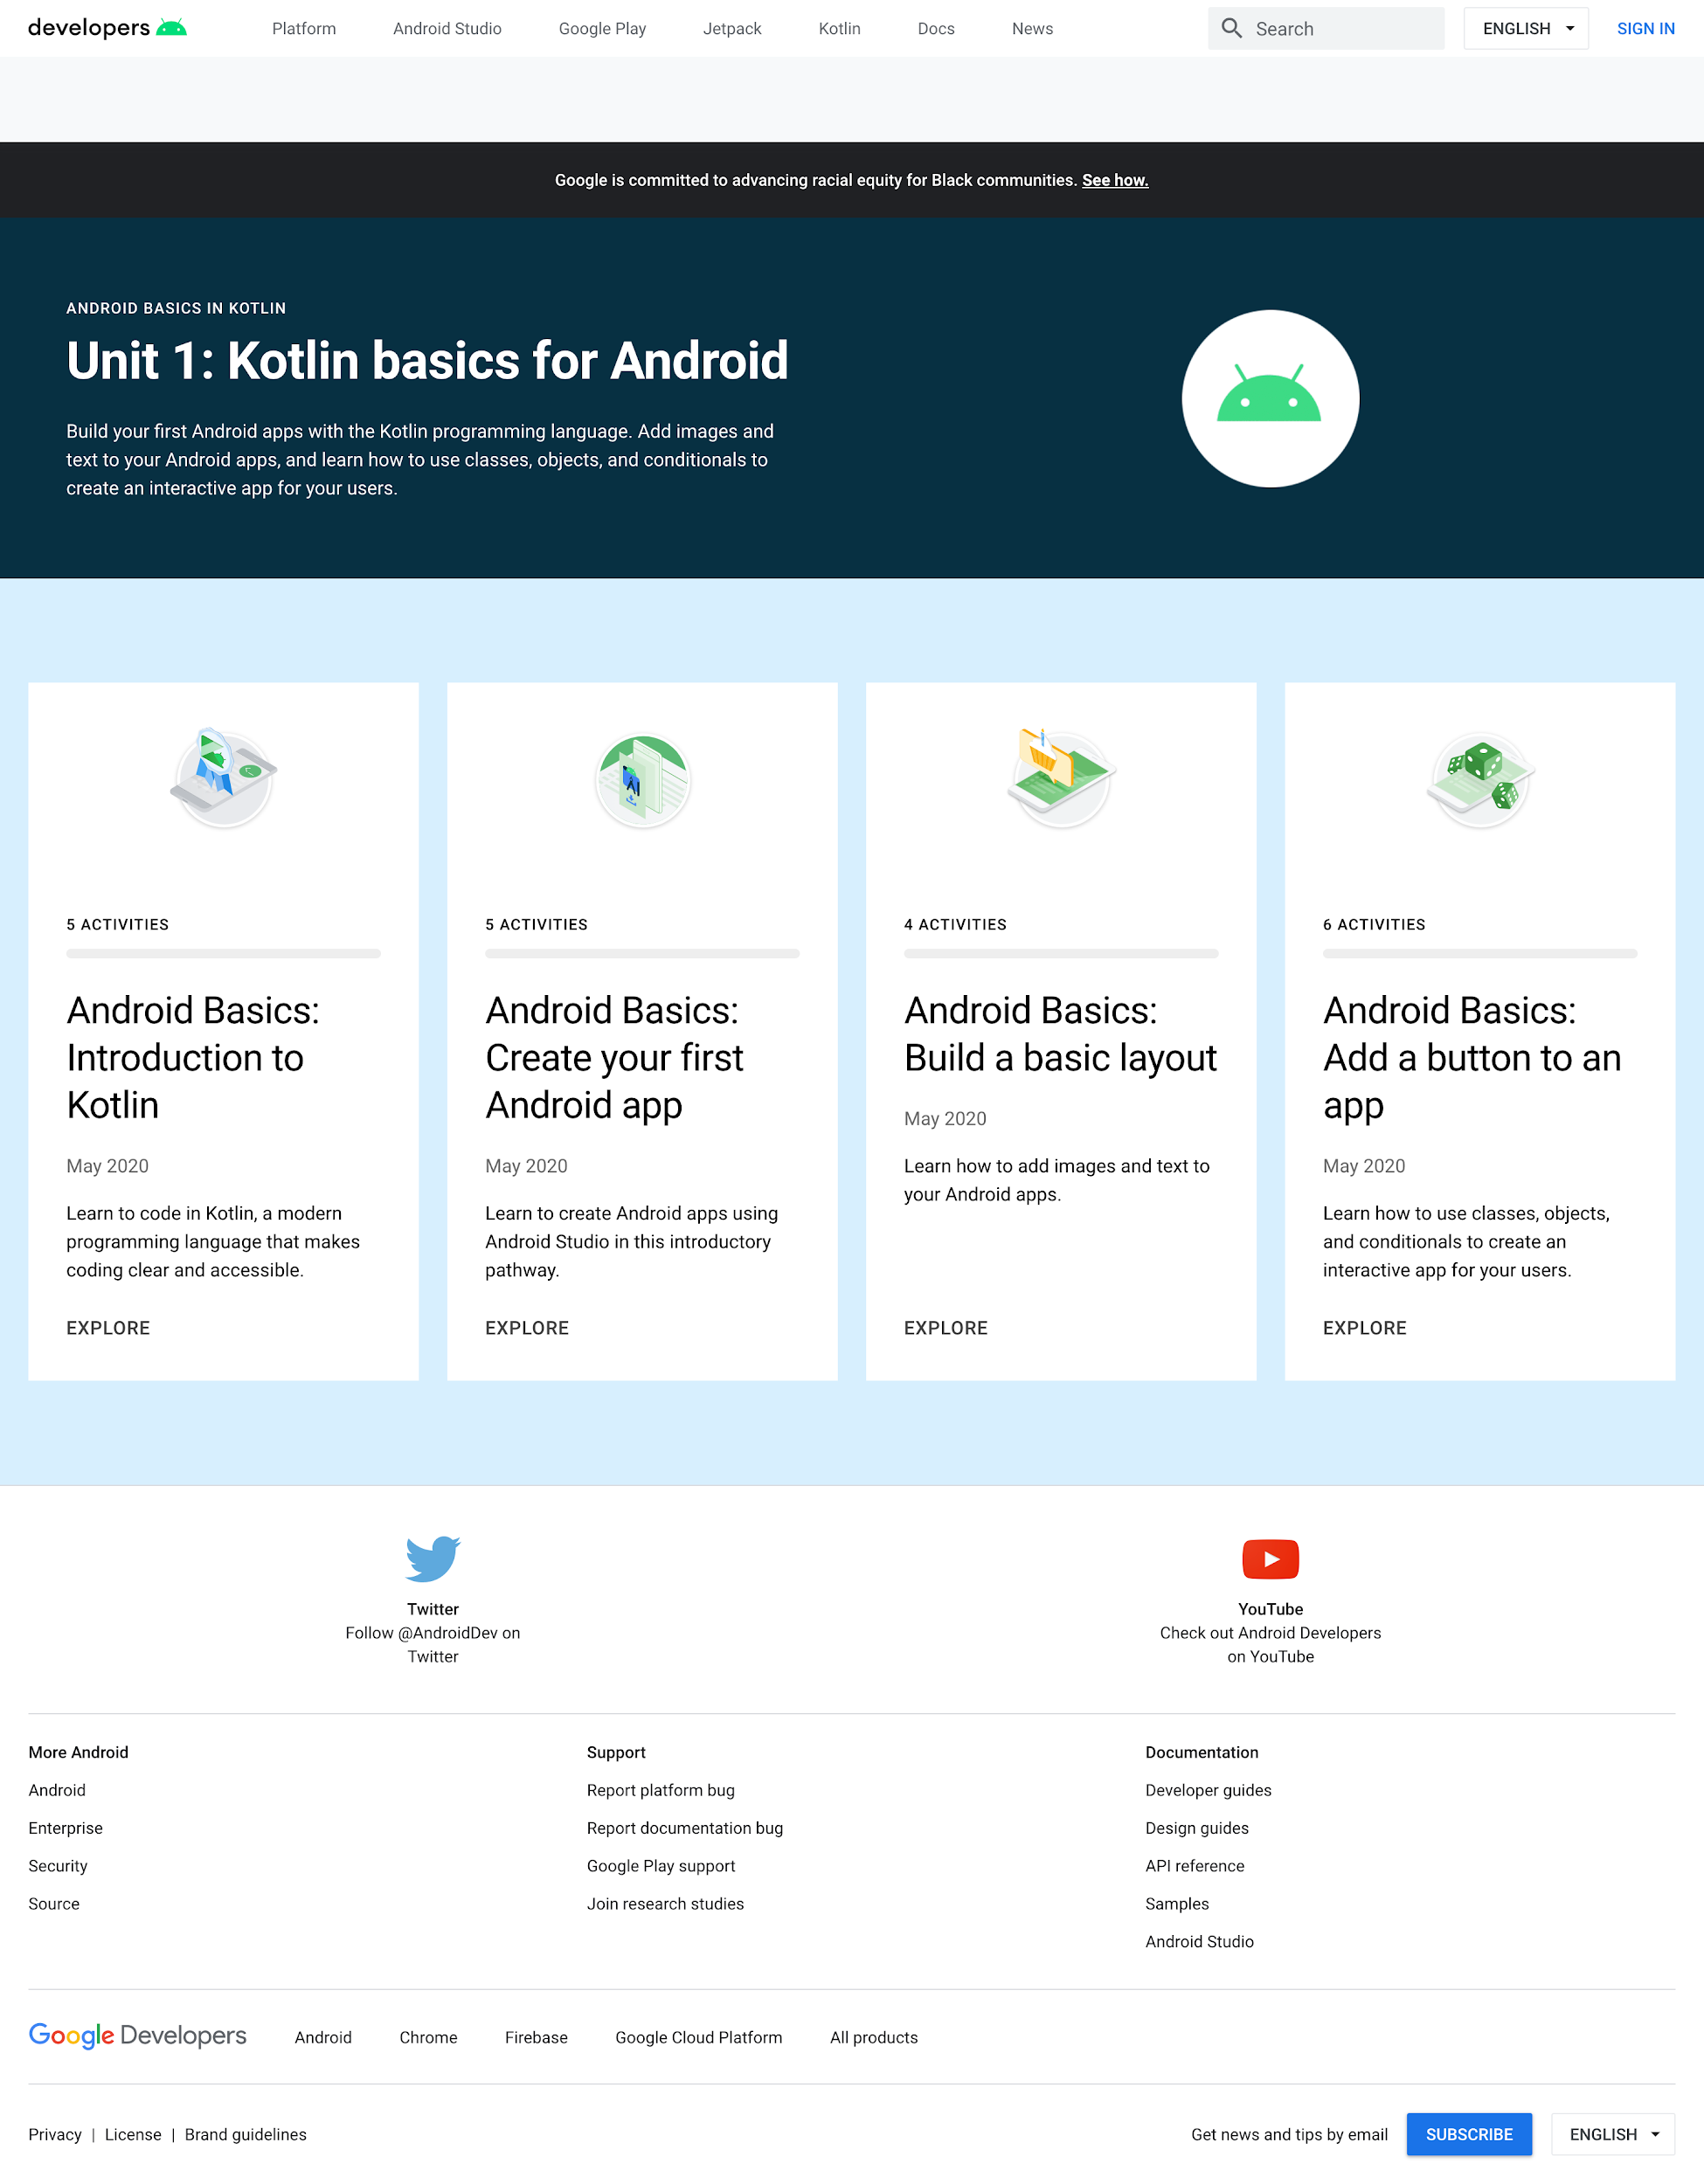 developers
Platform
Android Studio
Google Play
Jetpack
Kotlin
Docs
News
Search
ENGLISH
SIGN IN
Google is committed to advancing racial equity for Black communities. See how.
ANDROID BASICS IN KOTLIN
Unit 1: Kotlin basics for Android
Build your first Android apps with the Kotlin programming language. Add images and
text to your Android apps, and learn how to use classes, objects, and conditionals to
create an interactive app for your users.
5 ACTIVITIES
Android Basics:
Introduction to
Kotlin
May 2020
Learn to code in Kotlin, a modern
programming language that makes
coding clear and accessible.
EXPLORE
5 ACTIVITIES
Android Basics:
Create your first
Android app
May 2020
Learn to create Android apps using
Android Studio in this introductory
pathway.
EXPLORE
4 ACTIVITIES
Android Basics:
Build a basic layout
May 2020
Learn how to add images and text to
your Android apps.
EXPLORE
6 ACTIVITIES
Android Basics:
Add a button to an
app
May 2020
Learn how to use classes, objects,
and conditionals to create an
interactive app for your users.
EXPLORE
Twitter
Follow @AndroidDev on
Twitter
YouTube
Check out Android Developers
on YouTube
More Android
Android
Enterprise
Security
Source
Support
Report platform bug
Report documentation bug
Google Play support
Join research studies
Documentation
Developer guides
Design guides
API reference
Samples
Android Studio
Google Developers
Android
Chrome
Firebase
Google Cloud Platform
All products
Privacy | License | Brand guidelines
Get news and tips by email
SUBSCRIBE
ENGLISH